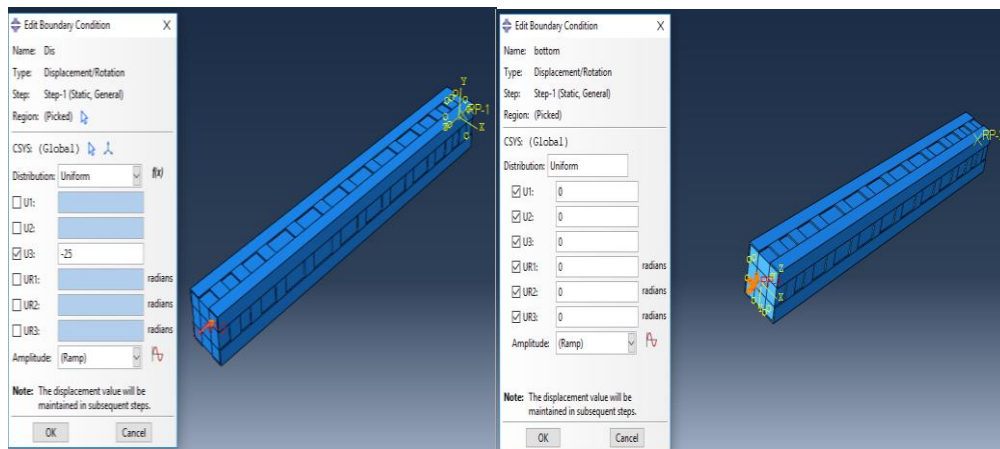 Edit Boundary Condition X
Name: Dis
Type: Displacement/Rotation
Step: Step-1 (Static, General)
Region: (Picked)
CSYS: (Global)
Distribution: Uniform f(x)
U1:
U2:
U3: -25
UR1: radians
UR2: radians
UR3: radians
Amplitude: (Ramp)
Note: The displacement value will be
maintained in subsequent steps.
OK Cancel
Y
RP-1
X
Edit Boundary Condition X
Name: bottom
Type: Displacement/Rotation
Step: Step-1 (Static, General)
Region: (Picked)
CSYS: (Global)
Distribution: Uniform
U1: 0
U2: 0
U3: 0
UR1: 0 radians
UR2: 0 radians
UR3: 0 radians
Amplitude: (Ramp)
Note: The displacement value will be
maintained in subsequent steps.
OK Cancel
Z
X